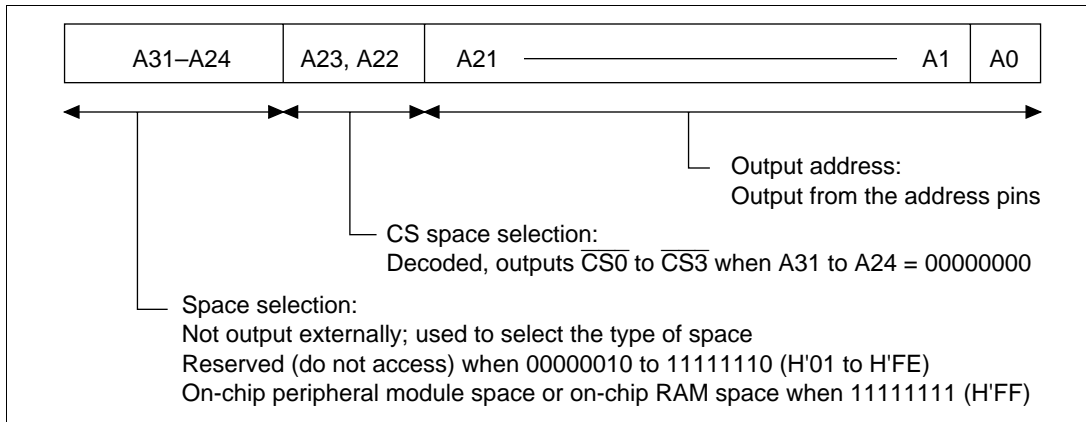 A31–A24 A23, A22 A21 A1 A0
Output address:
Output from the address pins
CS space selection:
Decoded, outputs C̅S̅0̅ to C̅S̅3̅ when A31 to A24 = 00000000
Space selection:
Not output externally; used to select the type of space
Reserved (do not access) when 00000010 to 11111110 (H'01 to H'FE)
On-chip peripheral module space or on-chip RAM space when 11111111 (H'FF)